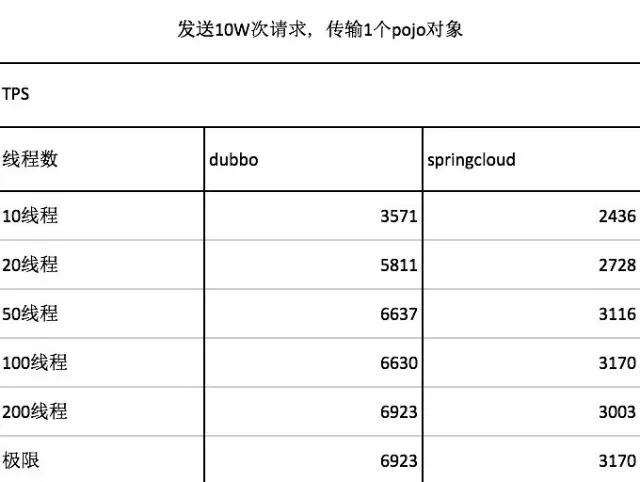 发送10W次请求，传输1个pojo对象
TPS
线程数 dubbo springcloud
10线程 3571 2436
20线程 5811 2728
50线程 6637 3116
100线程 6630 3170
200线程 6923 3003
极限 6923 3170